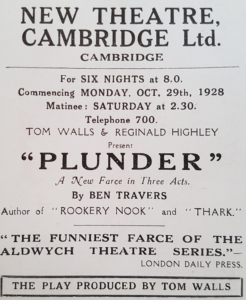 NEW THEATRE,
CAMBRIDGE Ltd.
CAMBRIDGE
For SIX NIGHTS at 8.0.
Commencing MONDAY, OCT. 29th, 1928
Matinee: SATURDAY at 2.30.
Telephone 700.
TOM WALLS & REGINALD HIGHLEY
Present
"PLUNDER"
A New Farce in Three Acts.
By BEN TRAVERS
Author of "ROOKERY NOOK" and "THARK."
"THE FUNNIEST FARCE OF THE
ALDWYCH THEATRE SERIES."—
LONDON DAILY PRESS.
THE PLAY PRODUCED BY TOM WALLS